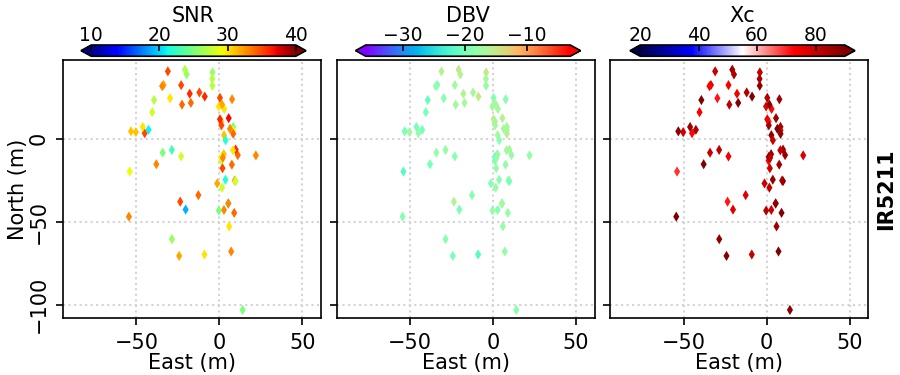 SNR DBV Xc
10 20 30 40 −30 −20 −10 20 40 60 80
0
−50
−100
North (m)
IR5211
−50 0 50 −50 0 50 −50 0 50
East (m) East (m) East (m)